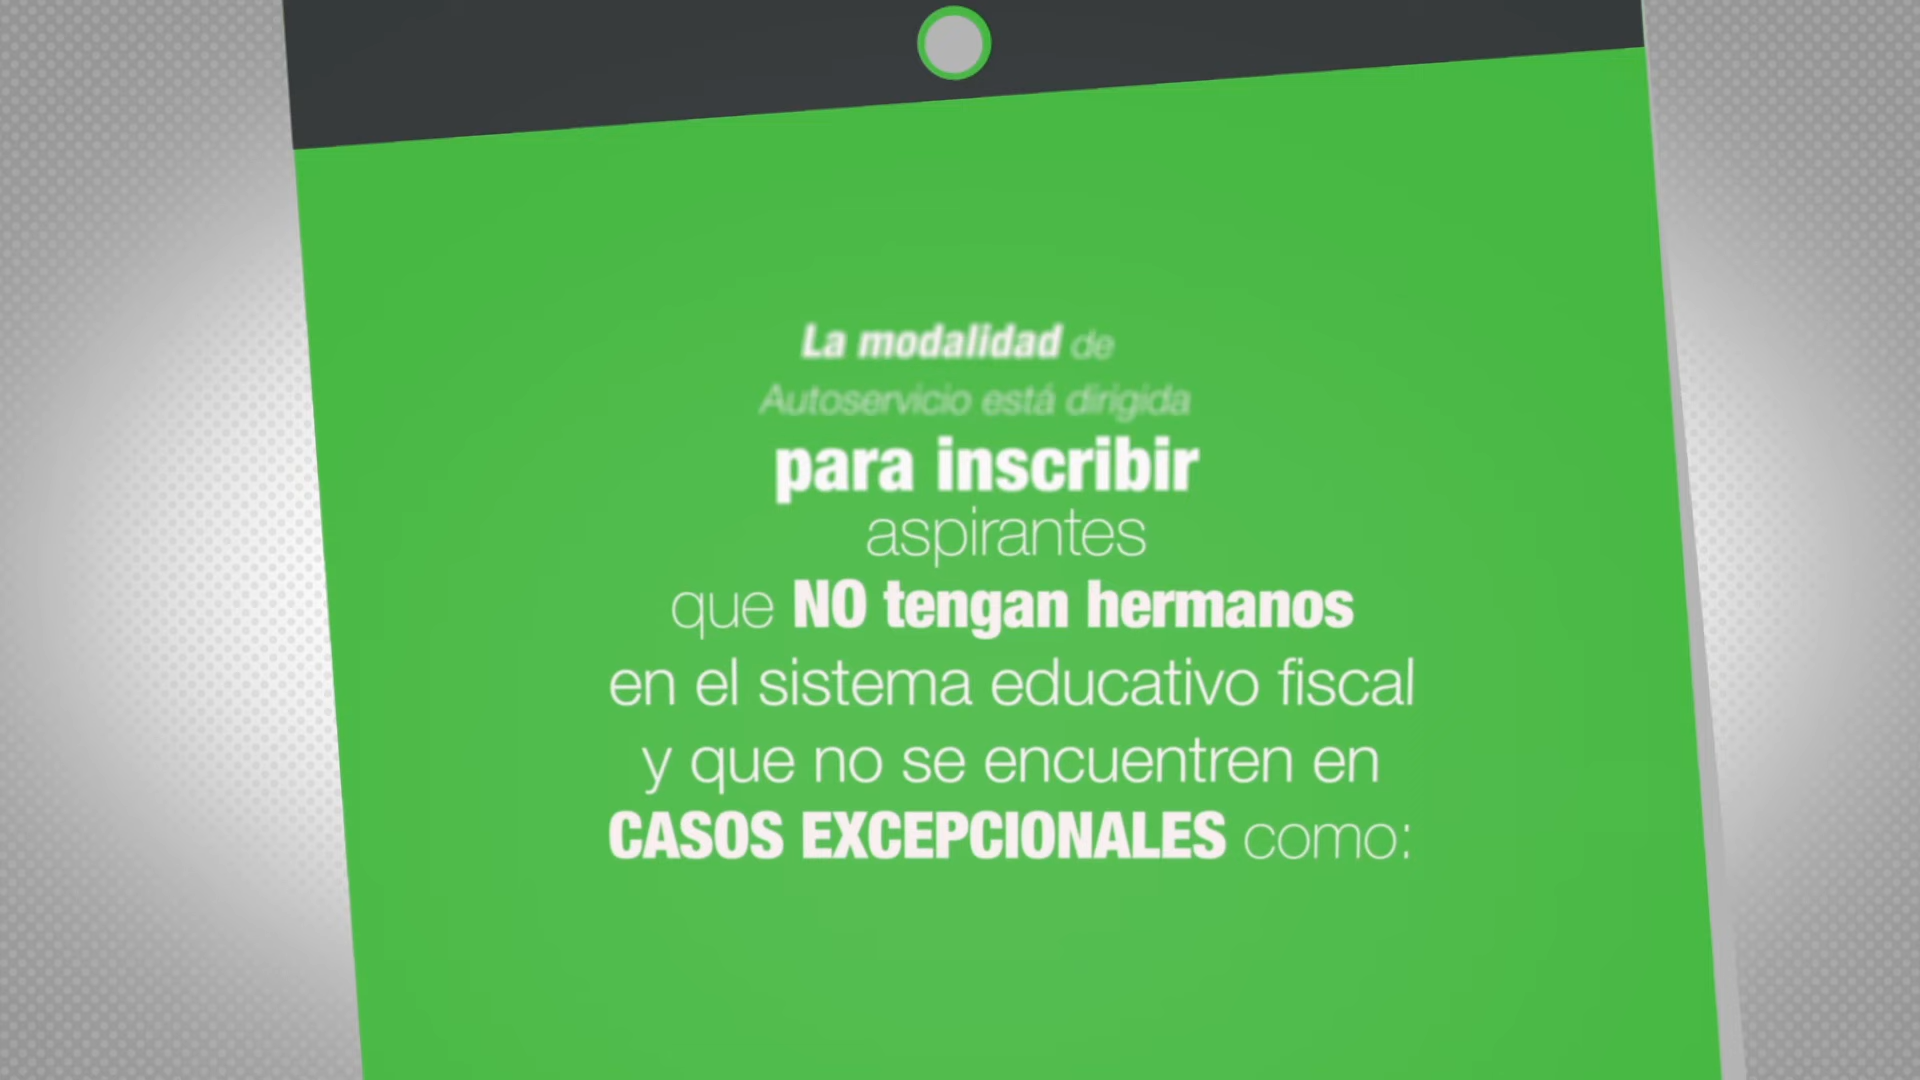 La modalidad de
Autoservicio está dirigida
para inscribir
aspirantes
que NO tengan hermanos
en el sistema educativo fiscal
y que no se encuentren en
CASOS EXCEPCIONALES como: